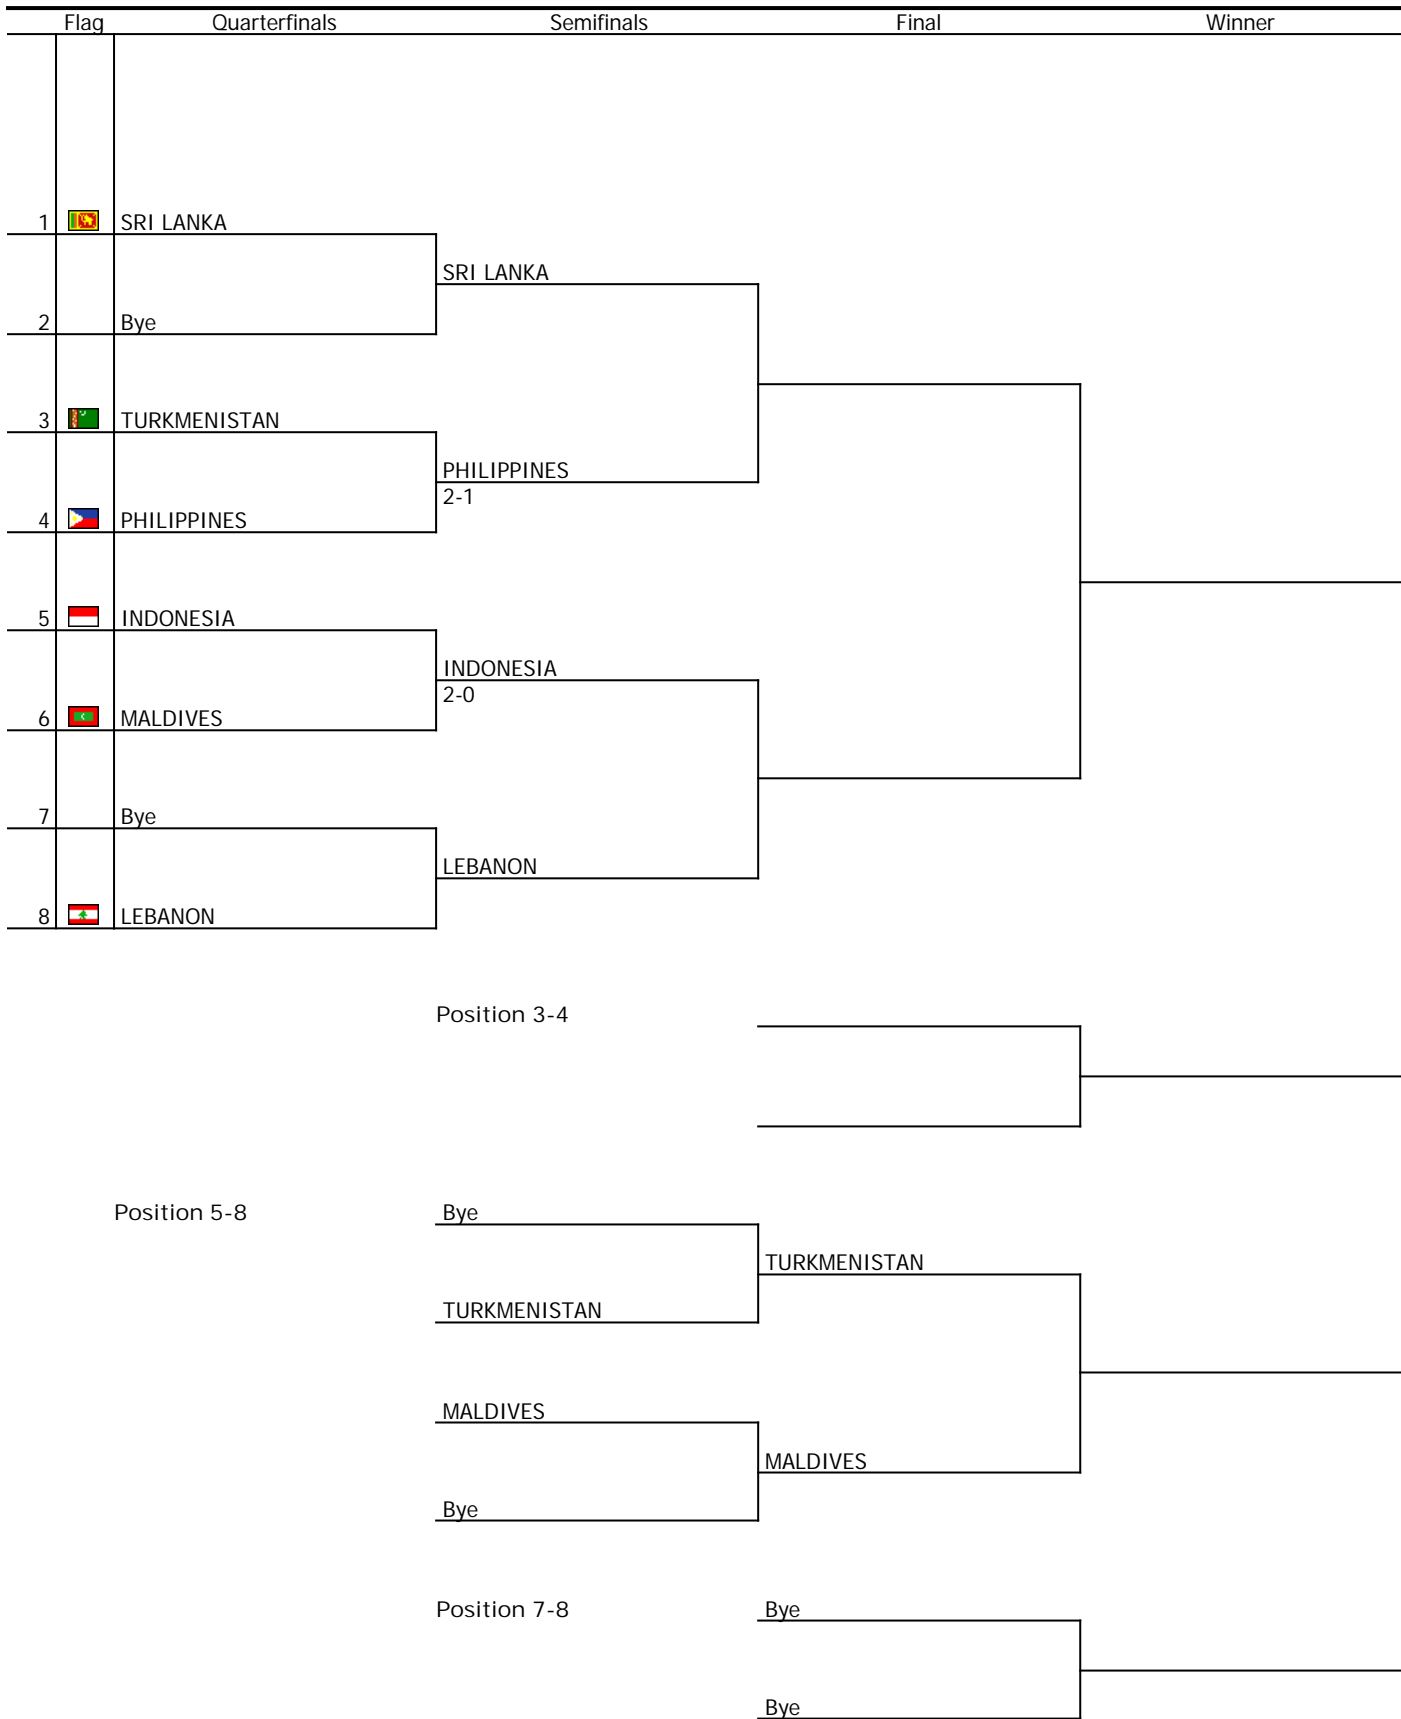 Flag Quarterfinals Semifinals Final Winner
1 SRI LANKA
SRI LANKA
2 Bye
3 TURKMENISTAN
PHILIPPINES
2-1
4 PHILIPPINES
5 INDONESIA
INDONESIA
2-0
6 MALDIVES
7 Bye
LEBANON
8 LEBANON
Position 3-4
Position 5-8 Bye
TURKMENISTAN
TURKMENISTAN
MALDIVES
MALDIVES
Bye
Position 7-8 Bye
Bye